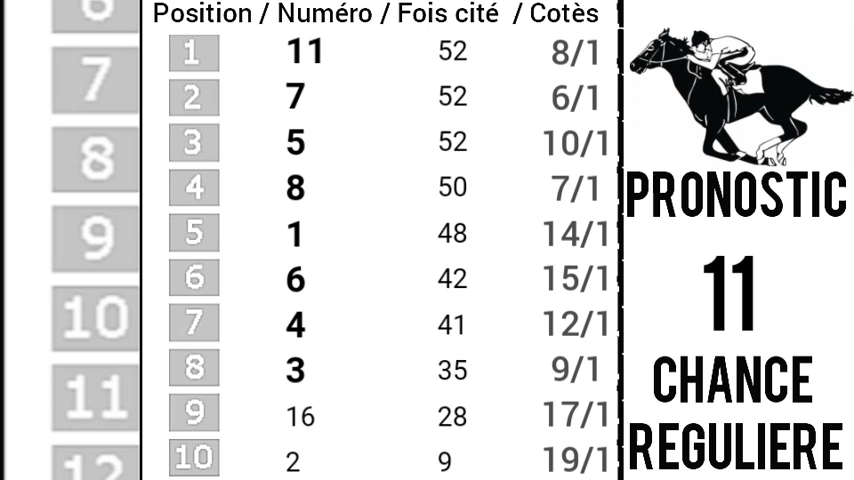 6
7
8
9
10
11
12
Position / Numéro / Fois cité / Cotès
1 11 52 8/1
2 7 52 6/1
3 5 52 10/1
4 8 50 7/1
5 1 48 14/1
6 6 42 15/1
7 4 41 12/1
8 3 35 9/1
9 16 28 17/1
10 2 9 19/1
PRONOSTIC
11
CHANCE
REGULIERE